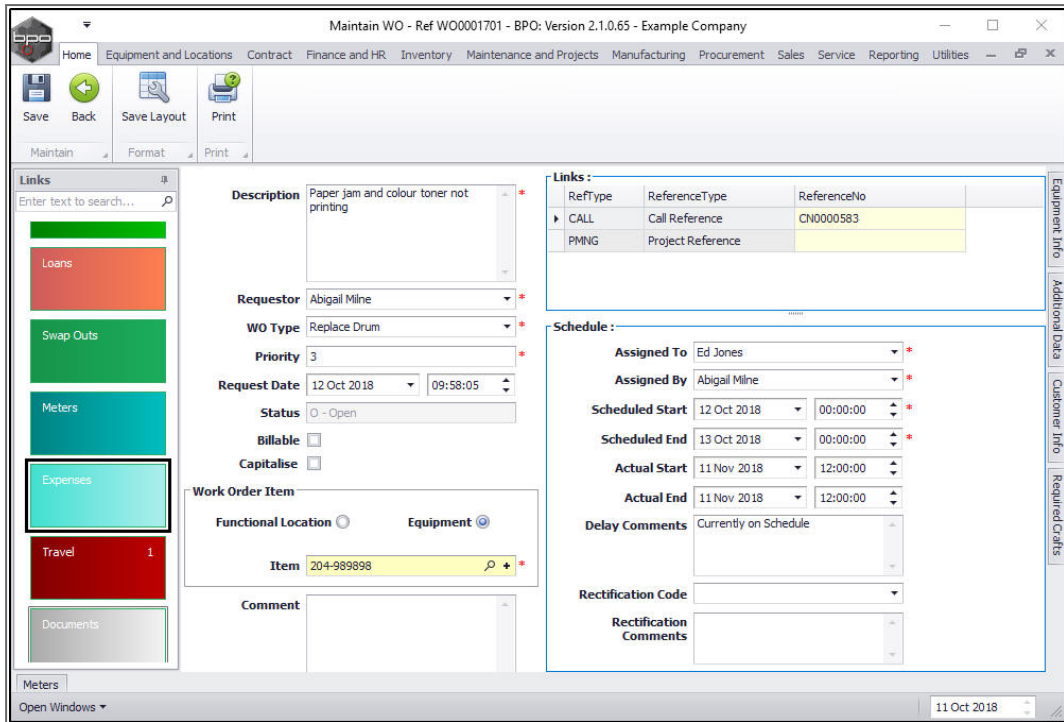 Maintain WO - Ref WO0001701 - BPO: Version 2.1.0.65 - Example Company
bpo
Home Equipment and Locations Contract Finance and HR Inventory Maintenance and Projects Manufacturing Procurement Sales Service Reporting Utilities
Save Back Save Layout Print
Maintain Format Print
Links
Enter text to search...
Loans
Swap Outs
Meters
Expenses
Travel 1
Documents
Description Paper jam and colour toner not
printing *
Requestor Abigail Milne *
WO Type Replace Drum *
Priority 3 *
Request Date 12 Oct 2018 09:58:05
Status O - Open
Billable
Capitalise
Work Order Item
Functional Location Equipment
Item 204-989898 + *
Comment
Links :
RefType ReferenceType ReferenceNo
CALL Call Reference CN0000583
PMNG Project Reference
Schedule :
Assigned To Ed Jones *
Assigned By Abigail Milne *
Scheduled Start 12 Oct 2018 00:00:00 *
Scheduled End 13 Oct 2018 00:00:00 *
Actual Start 11 Nov 2018 12:00:00
Actual End 11 Nov 2018 12:00:00
Delay Comments Currently on Schedule
Rectification Code
Rectification
Comments
Equipment Info
Additional Data
Customer Info
Required Crafts
Meters
Open Windows 11 Oct 2018